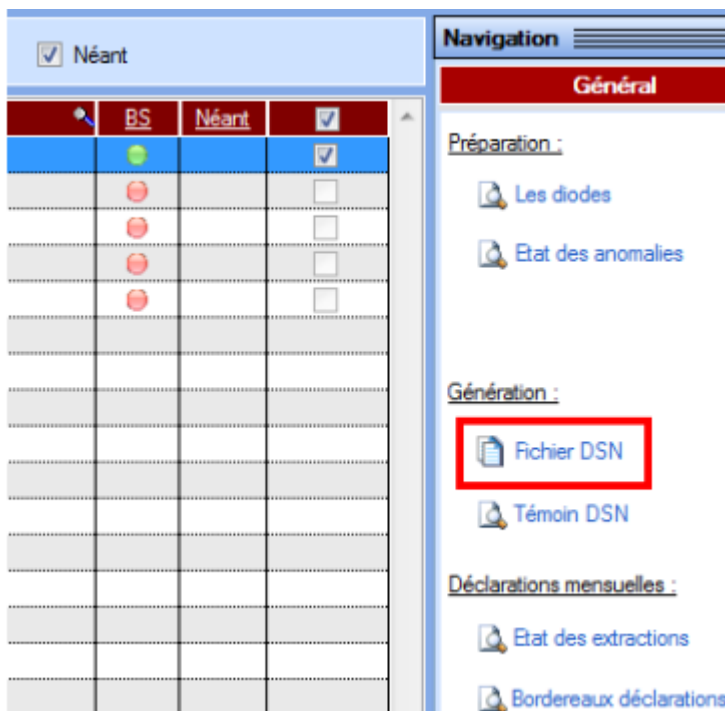 Néant
BS Néant
Navigation
Général
Préparation :
Les diodes
Etat des anomalies
Génération :
Fichier DSN
Témoin DSN
Déclarations mensuelles :
Etat des extractions
Bordereaux déclarations